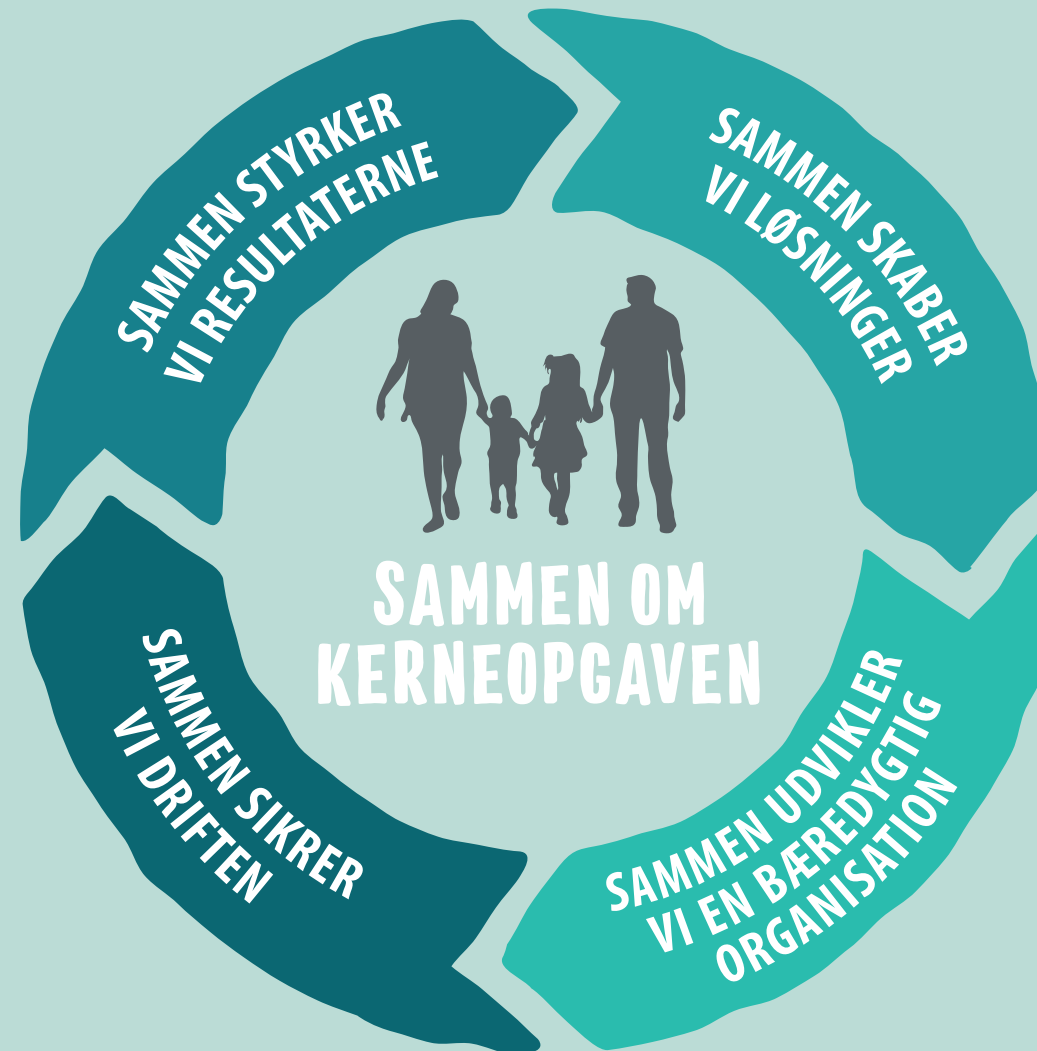 SAMMEN STYRKER
VI RESULTATERNE
SAMMEN SKABER
VI LØSNINGER
SAMMEN OM
KERNEOPGAVEN
SAMMEN UDVIKLER
VI EN BÆREDYGTIG
ORGANISATION
SAMMEN SIKRER
VI DRIFTEN